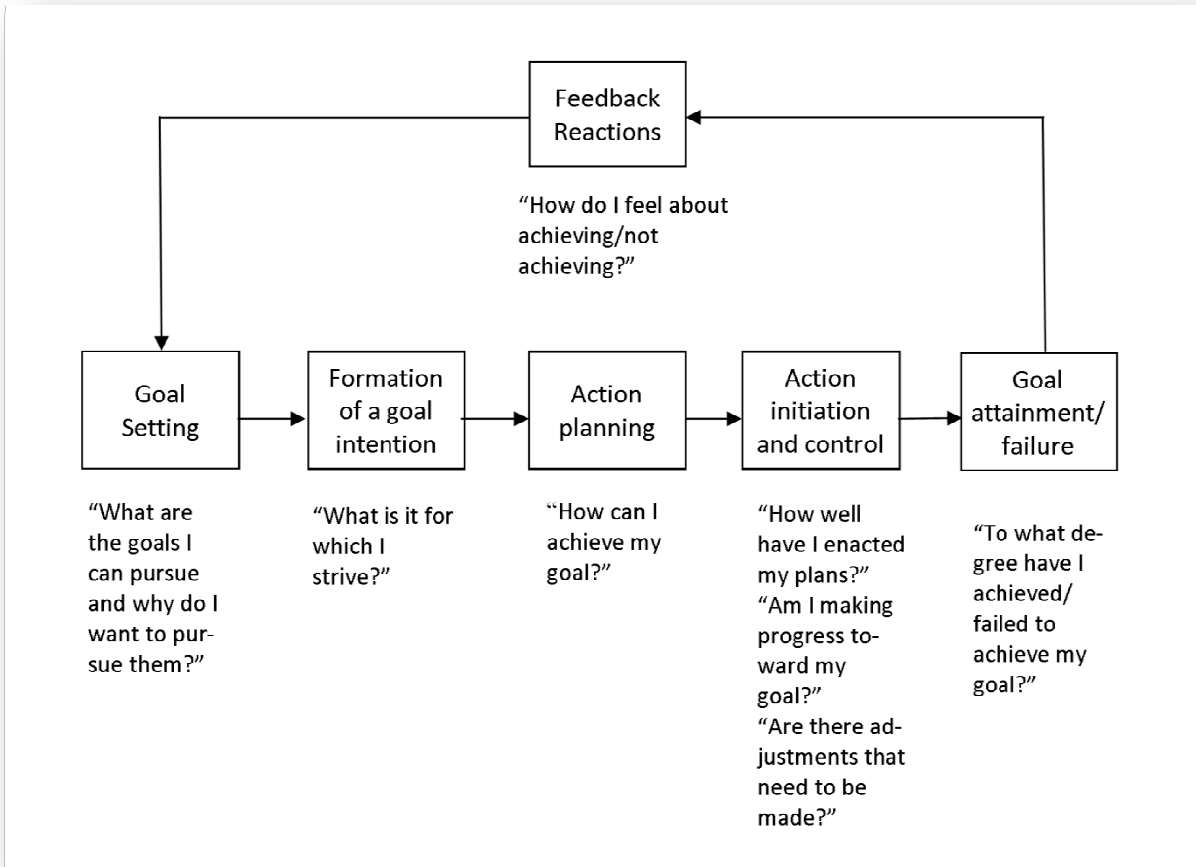 Feedback
Reactions
“How do I feel about
achieving/not
achieving?”
Goal
Setting
“What are
the goals I
can pursue
and why do I
want to pur-
sue them?”
Formation
of a goal
intention
“What is it for
which I
strive?”
Action
planning
“How can I
achieve my
goal?”
Action
initiation
and control
“How well
have I enacted
my plans?”
“Am I making
progress to-
ward my
goal?”
“Are there ad-
justments that
need to be
made?”
Goal
attainment/
failure
“To what de-
gree have I
achieved/
failed to
achieve my
goal?”